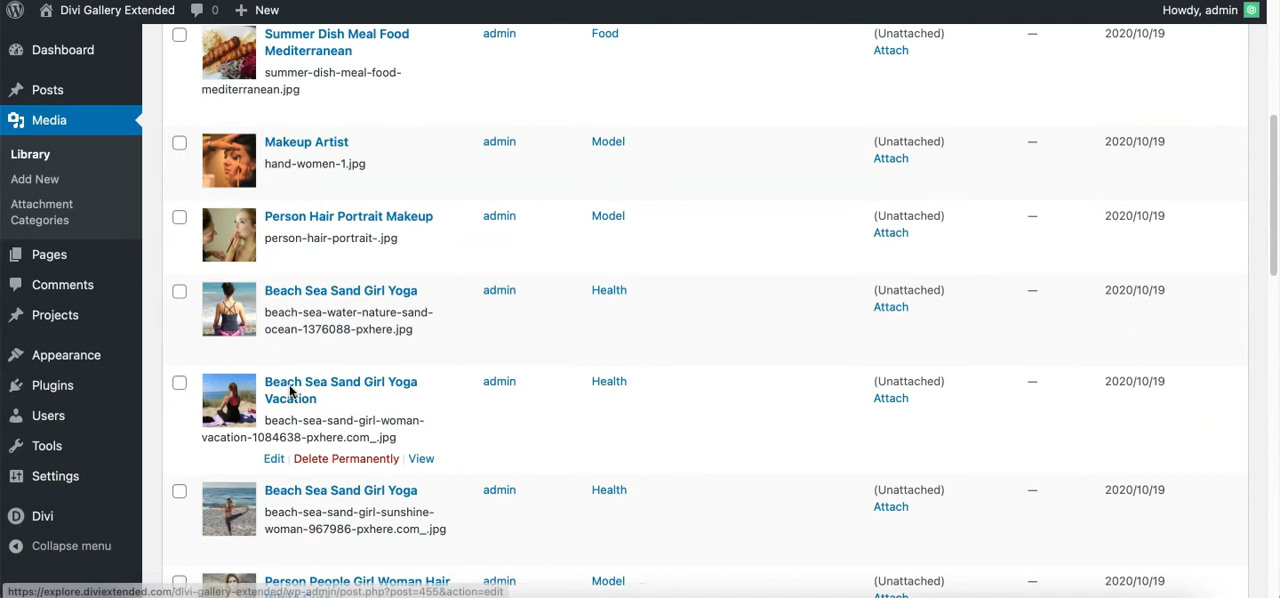 Divi Gallery Extended 0 New Howdy, admin
Dashboard
Posts
Media
Library
Add New
Attachment
Categories
Pages
Comments
Projects
Appearance
Plugins
Users
Tools
Settings
Divi
Collapse menu
Summer Dish Meal Food admin Food (Unattached) — 2020/10/19
Mediterranean Attach
summer-dish-meal-food-
mediterranean.jpg
Makeup Artist admin Model (Unattached) — 2020/10/19
hand-women-1.jpg Attach
Person Hair Portrait Makeup admin Model (Unattached) — 2020/10/19
person-hair-portrait-.jpg Attach
Beach Sea Sand Girl Yoga admin Health (Unattached) — 2020/10/19
beach-sea-water-nature-sand- Attach
ocean-1376088-pxhere.jpg
Beach Sea Sand Girl Yoga admin Health (Unattached) — 2020/10/19
Vacation Attach
beach-sea-sand-girl-woman-
vacation-1084638-pxhere.com_.jpg
Edit | Delete Permanently | View
Beach Sea Sand Girl Yoga admin Health (Unattached) — 2020/10/19
beach-sea-sand-girl-sunshine- Attach
woman-967986-pxhere.com_.jpg
Person People Girl Woman Hair admin Model (Unattached) — 2020/10/19
https://explore.diviextended.com/divi-gallery-extended/wp-admin/post.php?post=455&action=edit